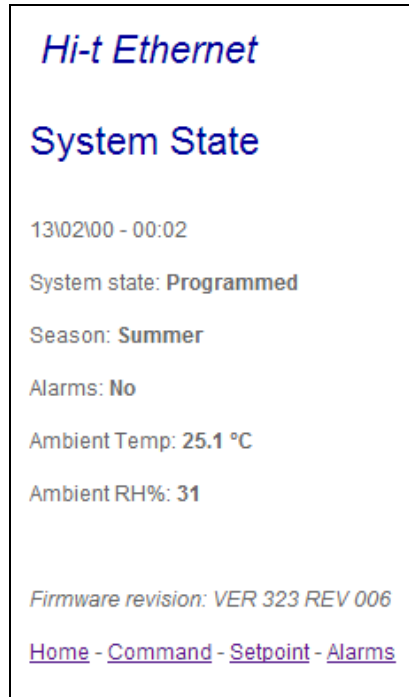 Hi-t Ethernet
System State
13\02\00 - 00:02
System state: Programmed
Season: Summer
Alarms: No
Ambient Temp: 25.1 °C
Ambient RH%: 31
Firmware revision: VER 323 REV 006
Home - Command - Setpoint - Alarms